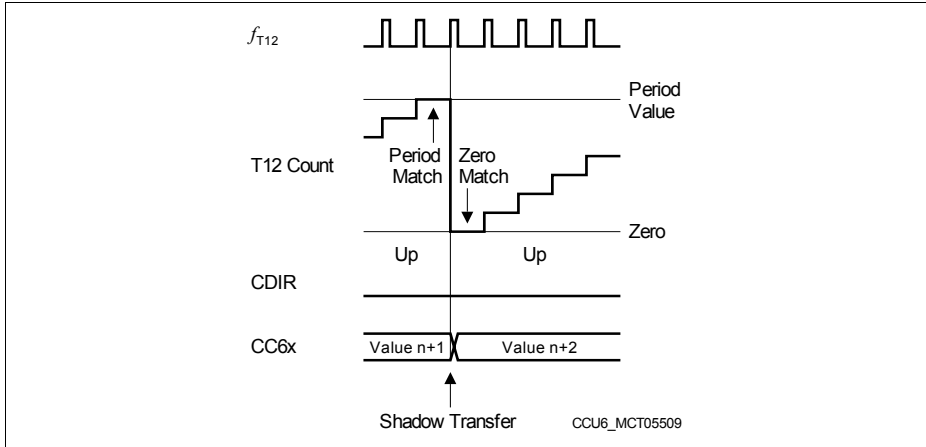 fT12
Period
Value
T12 Count
Period
Match
Zero
Match
Zero
Up
Up
CDIR
CC6x
Value n+1
Value n+2
Shadow Transfer
CCU6_MCT05509